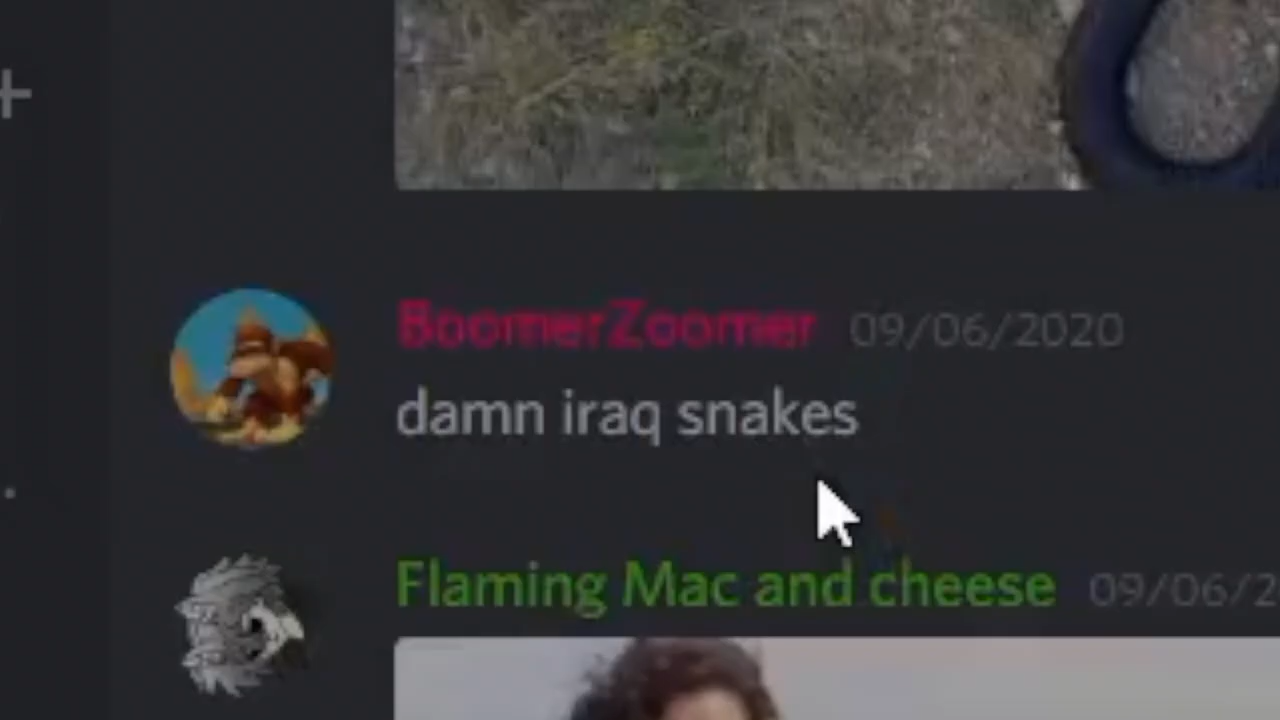 BoomerZoomer 09/06/2020
damn iraq snakes
Flaming Mac and cheese 09/06/2